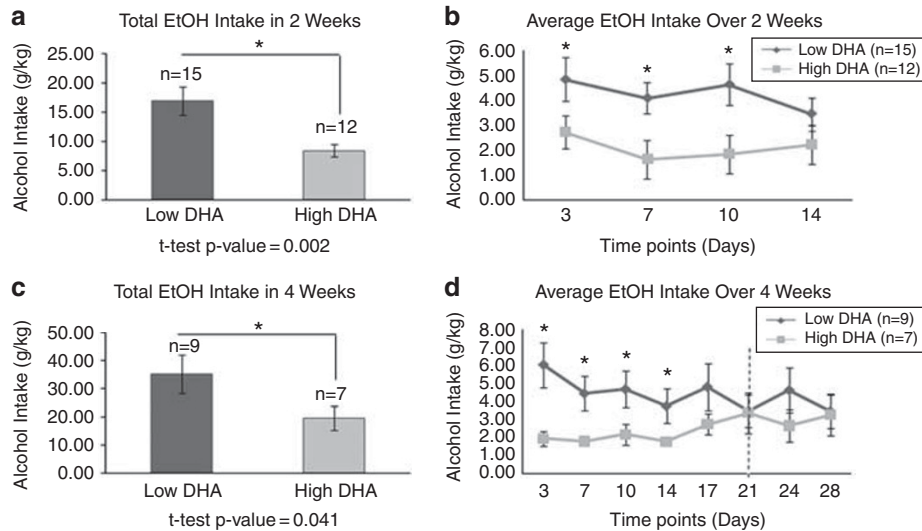 a
Total EtOH Intake in 2 Weeks
Alcohol Intake (g/kg)
25.00
20.00
15.00
10.00
5.00
0.00
*
n=15
n=12
Low DHA
High DHA
t-test p-value = 0.002
b
Average EtOH Intake Over 2 Weeks
Alcohol Intake (g/kg)
6.00
5.00
4.00
3.00
2.00
1.00
0.00
* * *
Low DHA (n=15)
High DHA (n=12)
3 7 10 14
Time points (Days)
c
Total EtOH Intake in 4 Weeks
Alcohol Intake (g/kg)
50.00
40.00
30.00
20.00
10.00
0.00
*
n=9
n=7
Low DHA
High DHA
t-test p-value = 0.041
d
Average EtOH Intake Over 4 Weeks
Alcohol Intake (g/kg)
8.00
7.00
6.00
5.00
4.00
3.00
2.00
1.00
0.00
* * * *
Low DHA (n=9)
High DHA (n=7)
3 7 10 14 17 21 24 28
Time points (Days)